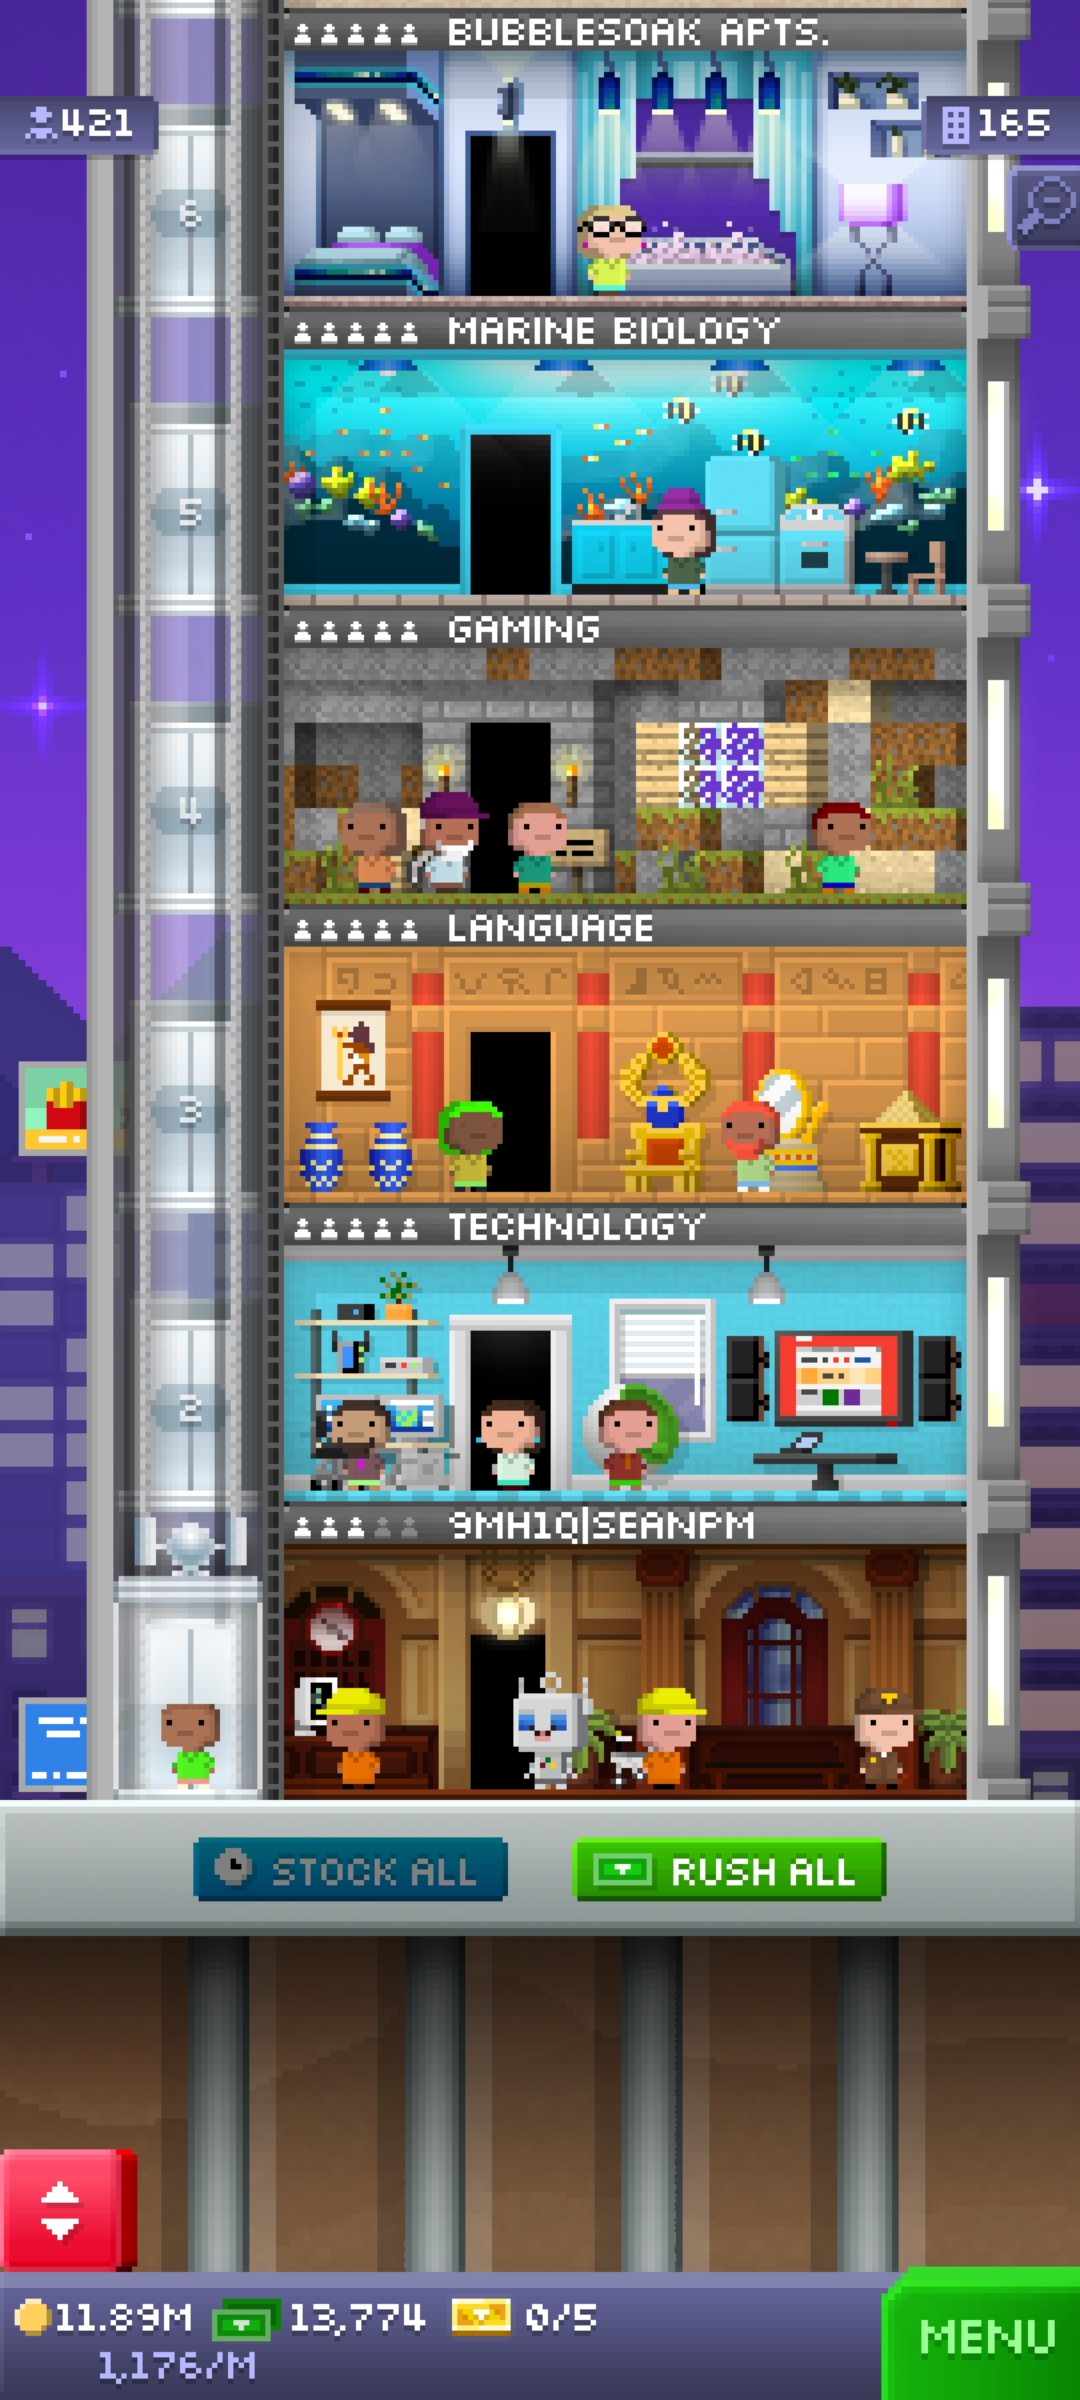 BUBBLESOAK APTS.
421
165
6
MARINE BIOLOGY
5
GAMING
4
LANGUAGE
3
TECHNOLOGY
2
9MH1Q|SEANPM
STOCK ALL
RUSH ALL
11.89M 13,774 0/5
1,176/M
MENU